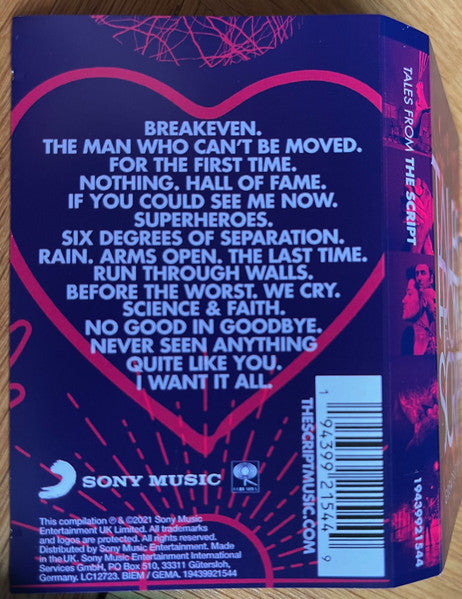 BREAKEVEN.
THE MAN WHO CAN'T BE MOVED.
FOR THE FIRST TIME.
NOTHING. HALL OF FAME.
IF YOU COULD SEE ME NOW.
SUPERHEROES.
SIX DEGREES OF SEPARATION.
RAIN. ARMS OPEN. THE LAST TIME.
RUN THROUGH WALLS.
BEFORE THE WORST. WE CRY.
SCIENCE & FAITH.
NO GOOD IN GOODBYE.
NEVER SEEN ANYTHING
QUITE LIKE YOU.
I WANT IT ALL.
SONY MUSIC
This compilation ℗ & ©2021 Sony Music
Entertainment UK Limited. All trademarks
and logos are protected. All rights reserved.
Distributed by Sony Music Entertainment. Made
in the UK. Sony Music Entertainment International
Services GmbH, PO Box 510, 33311 Gütersloh,
Germany. LC12723. BIEM / GEMA. 19439921544
THESCRIPTMUSIC.COM
1 94399 21544 9
TALES FROM THE SCRIPT
19439921544